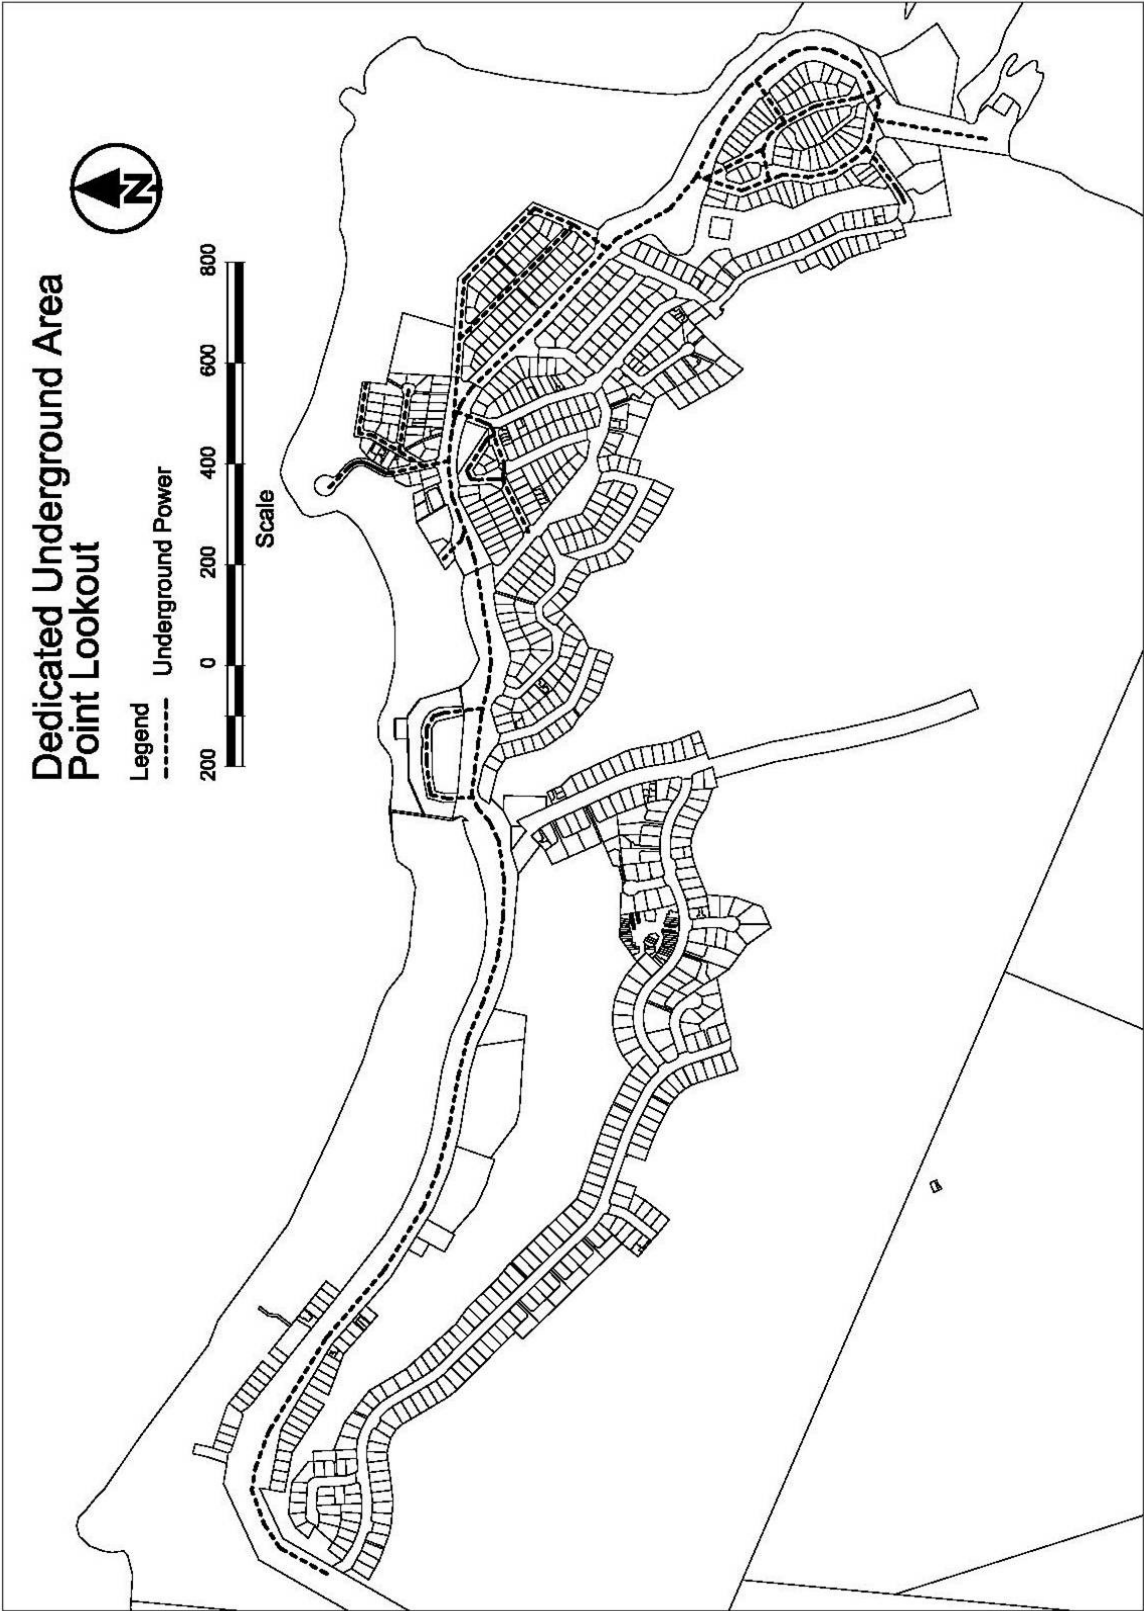 Dedicated Underground Area
Point Lookout
Legend
Underground Power
200 0 200 400 600 800
Scale
N